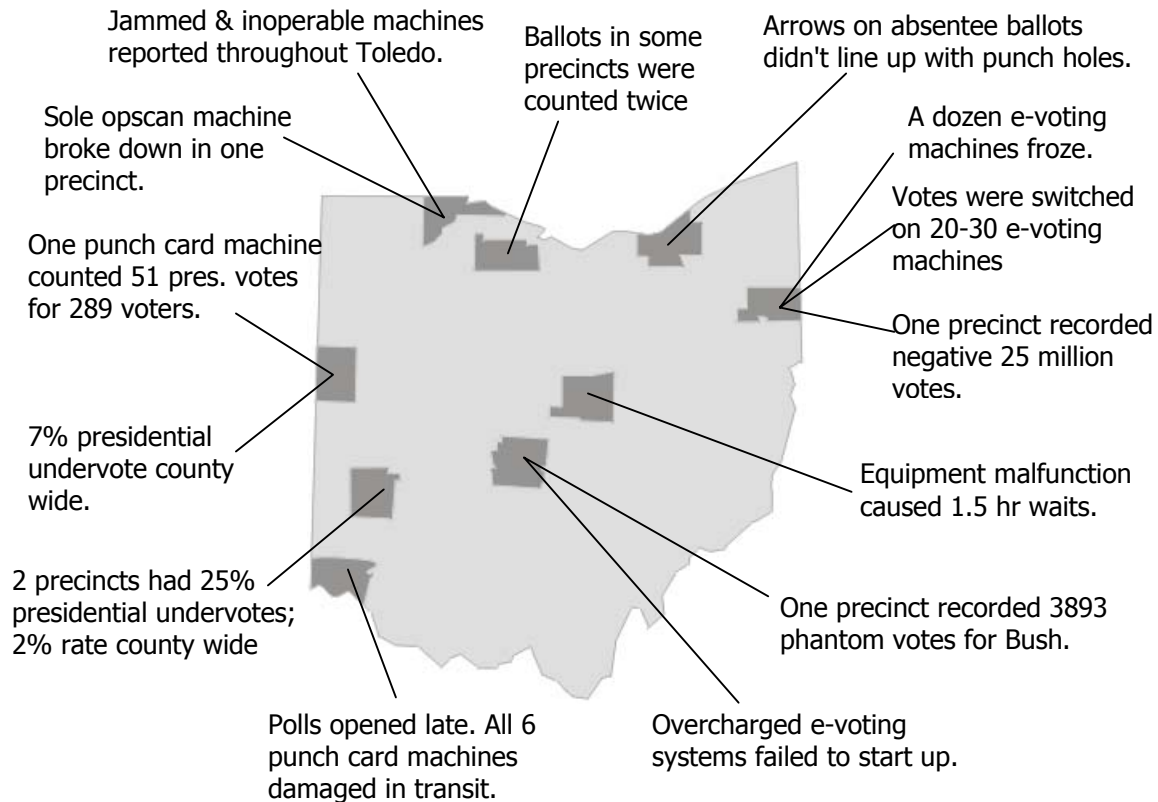 Jammed & inoperable machines
reported throughout Toledo.
Ballots in some
precincts were
counted twice
Arrows on absentee ballots
didn't line up with punch holes.
Sole opscan machine
broke down in one
precinct.
A dozen e-voting
machines froze.
Votes were switched
on 20-30 e-voting
machines
One punch card machine
counted 51 pres. votes
for 289 voters.
One precinct recorded
negative 25 million
votes.
7% presidential
undervote county
wide.
Equipment malfunction
caused 1.5 hr waits.
2 precincts had 25%
presidential undervotes;
2% rate county wide
One precinct recorded 3893
phantom votes for Bush.
Polls opened late. All 6
punch card machines
damaged in transit.
Overcharged e-voting
systems failed to start up.